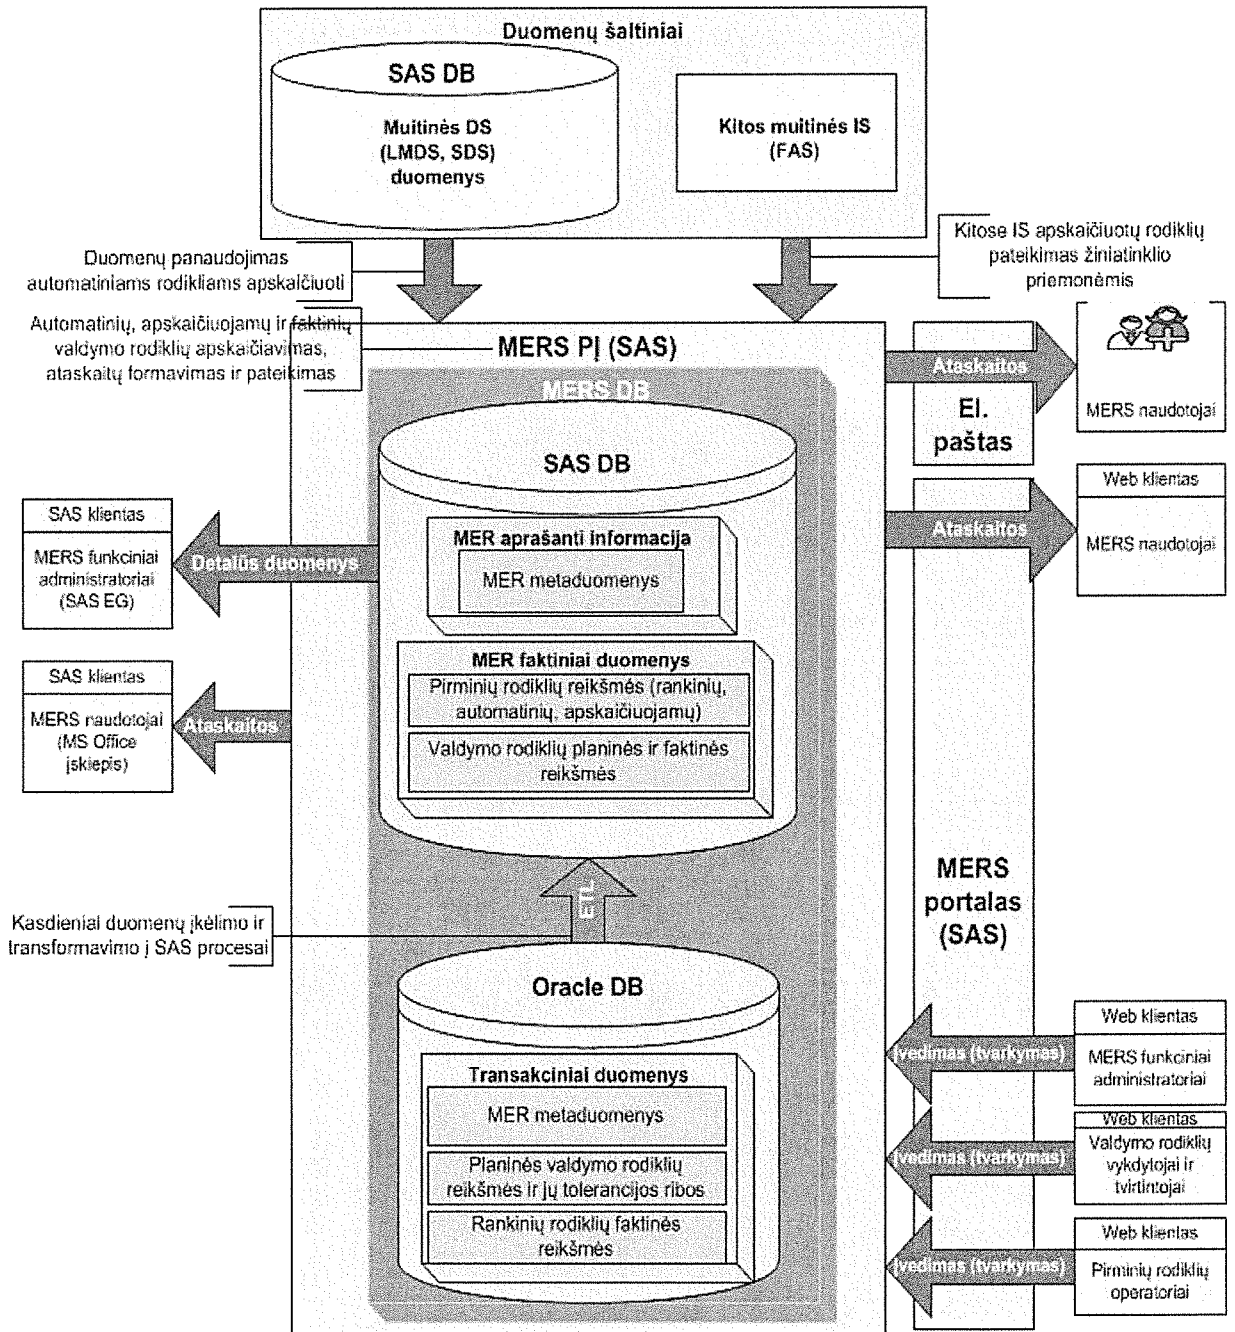 Duomenų šaltiniai
SAS DB
Muitinės DS
(LMDS, SDS)
duomenys
Kitos muitinės IS
(FAS)
Duomenų panaudojimas
automatiniams rodikliams apskaičiuoti
Kitose IS apskaičiuotų rodiklių
pateikimas žiniatinklio
priemonėmis
Automatinių, apskaičiuojamų ir faktinių
valdymo rodiklių apskaičiavimas,
ataskaitų formavimas ir pateikimas
MERS PĮ (SAS)
MERS DB
SAS DB
MER aprašanti informacija
MER metaduomenys
MER faktiniai duomenys
Pirminių rodiklių reikšmės (rankinių,
automatinių, apskaičiuojamų)
Valdymo rodiklių planinės ir faktinės
reikšmės
Ataskaitos
El.
paštas
MERS naudotojai
Ataskaitos
Web klientas
MERS naudotojai
SAS klientas
MERS funkciniai
administratoriai
(SAS EG)
Detalūs duomenys
SAS klientas
MERS naudotojai
(MS Office
įskiepis)
Ataskaitos
ETL
Kasdieniai duomenų įkėlimo ir
transformavimo į SAS procesai
MERS
portalas
(SAS)
Oracle DB
Transakciniai duomenys
MER metaduomenys
Planinės valdymo rodiklių
reikšmės ir jų tolerancijos ribos
Rankinių rodiklių faktinės
reikšmės
Įvedimas (tvarkymas)
Web klientas
MERS funkciniai
administratoriai
Įvedimas (tvarkymas)
Web klientas
Valdymo rodiklių
vykdytojai ir
tvirtintojai
Įvedimas (tvarkymas)
Web klientas
Pirminių rodiklių
operatoriai